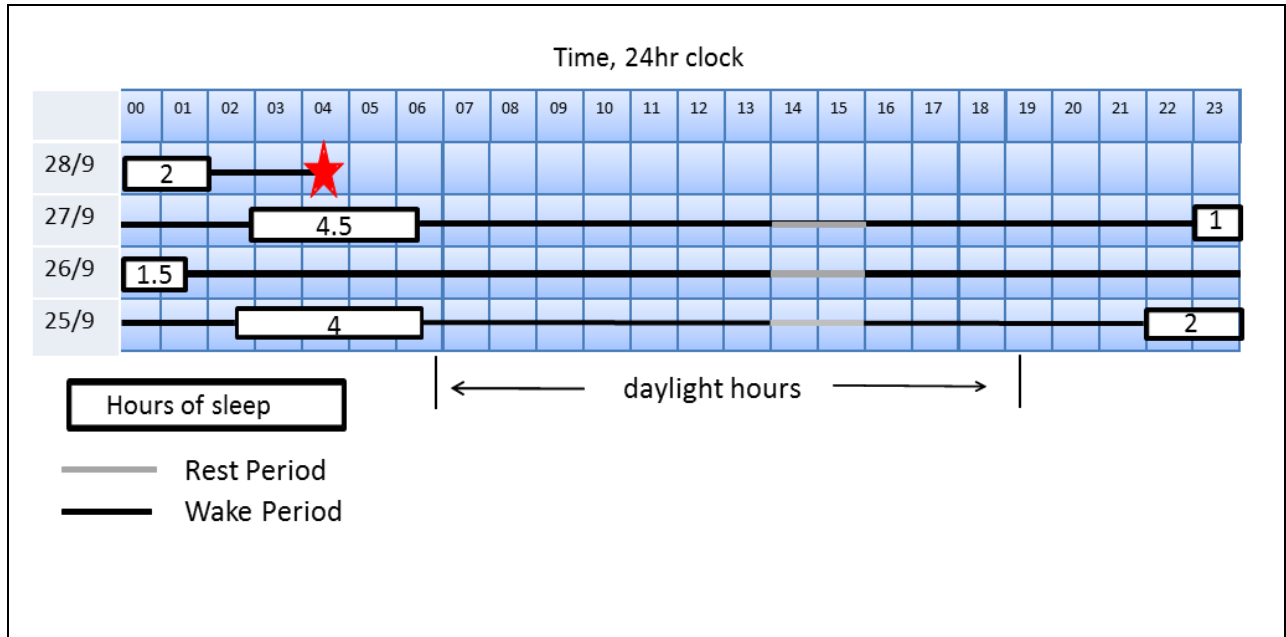 Time, 24hr clock
00 01 02 03 04 05 06 07 08 09 10 11 12 13 14 15 16 17 18 19 20 21 22 23
28/9 2
27/9 4.5 1
26/9 1.5
25/9 4 2
daylight hours
Hours of sleep
Rest Period
Wake Period